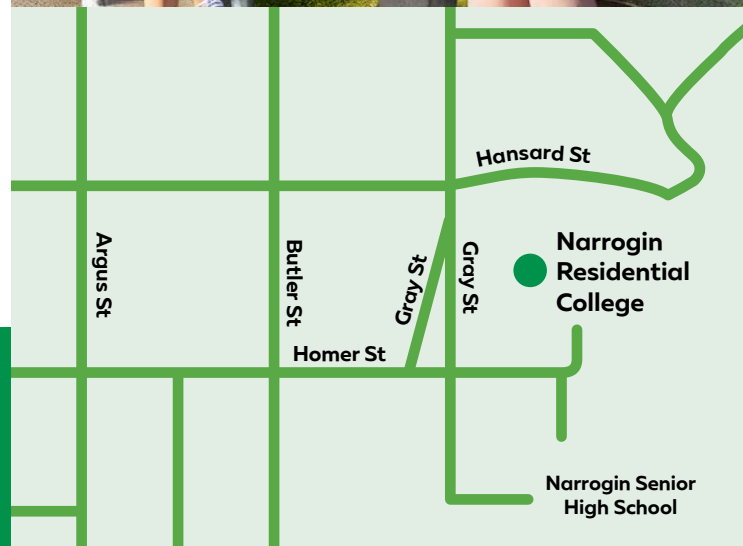 Hansard St
Argus St
Butler St
Gray St
Gray St
Narrogin
Residential
College
Homer St
Narrogin Senior
High School